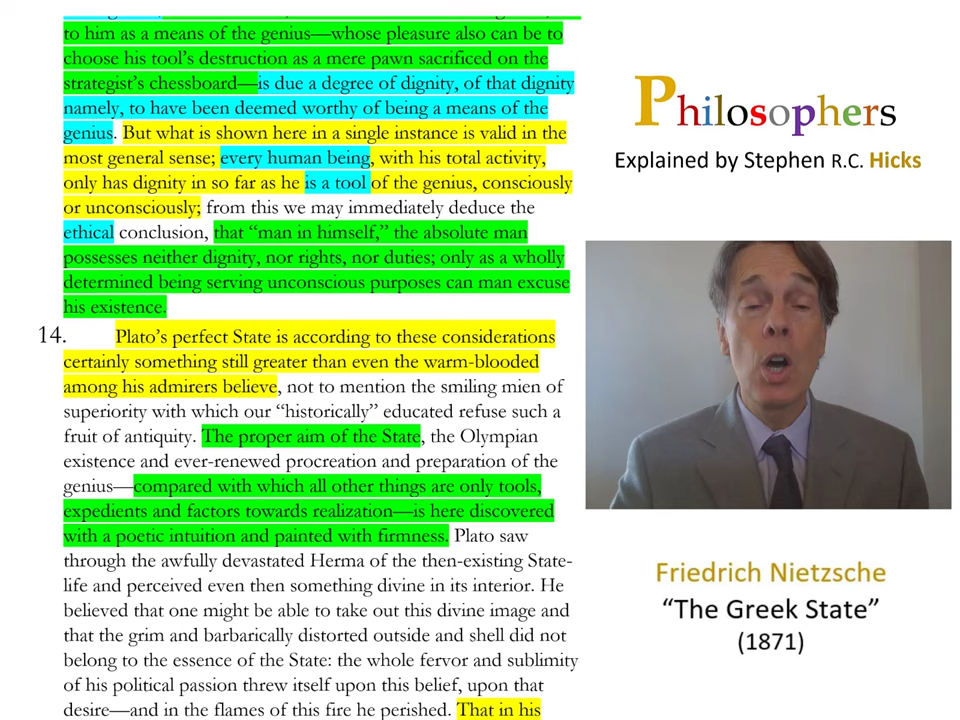 to him as a means of the genius—whose pleasure also can be to
choose his tool's destruction as a mere pawn sacrificed on the
strategist's chessboard—is due a degree of dignity, of that dignity
namely, to have been deemed worthy of being a means of the
genius. But what is shown here in a single instance is valid in the
most general sense; every human being, with his total activity,
only has dignity in so far as he is a tool of the genius, consciously
or unconsciously; from this we may immediately deduce the
ethical conclusion, that “man in himself,” the absolute man
possesses neither dignity, nor rights, nor duties; only as a wholly
determined being serving unconscious purposes can man excuse
his existence.
14. Plato's perfect State is according to these considerations
certainly something still greater than even the warm-blooded
among his admirers believe, not to mention the smiling mien of
superiority with which our “historically” educated refuse such a
fruit of antiquity. The proper aim of the State, the Olympian
existence and ever-renewed procreation and preparation of the
genius—compared with which all other things are only tools,
expedients and factors towards realization—is here discovered
with a poetic intuition and painted with firmness. Plato saw
through the awfully devastated Herma of the then-existing State-
life and perceived even then something divine in its interior. He
believed that one might be able to take out this divine image and
that the grim and barbarically distorted outside and shell did not
belong to the essence of the State: the whole fervor and sublimity
of his political passion threw itself upon this belief, upon that
desire—and in the flames of this fire he perished. That in his
Philosophers
Explained by Stephen R.C. Hicks
Friedrich Nietzsche
“The Greek State”
(1871)